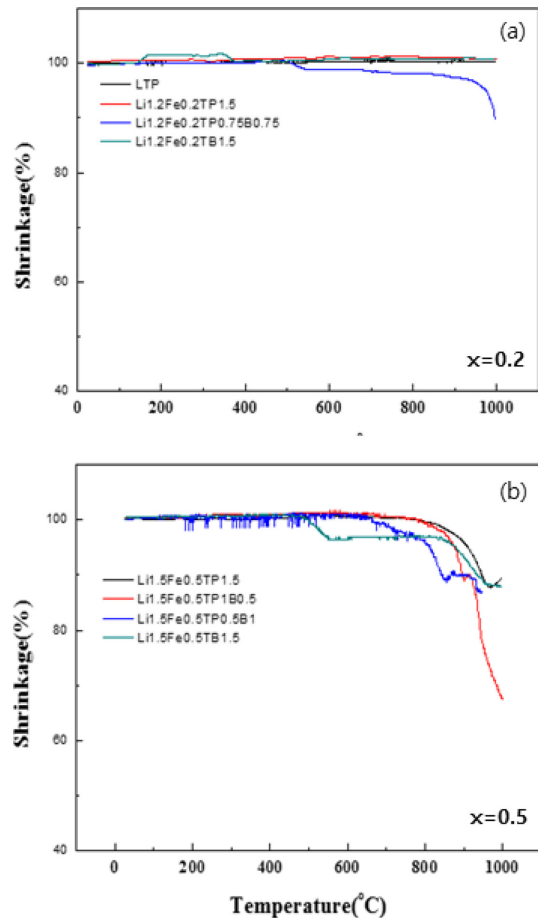 (a)
100
80
60
40
Shrinkage(%)
LTP
Li1.2Fe0.2TP1.5
Li1.2Fe0.2TP0.75B0.75
Li1.2Fe0.2TB1.5
x=0.2
0 200 400 600 800 1000
(b)
100
80
60
40
Shrinkage(%)
Li1.5Fe0.5TP1.5
Li1.5Fe0.5TP1B0.5
Li1.5Fe0.5TP0.5B1
Li1.5Fe0.5TB1.5
x=0.5
0 200 400 600 800 1000
Temperature(°C)